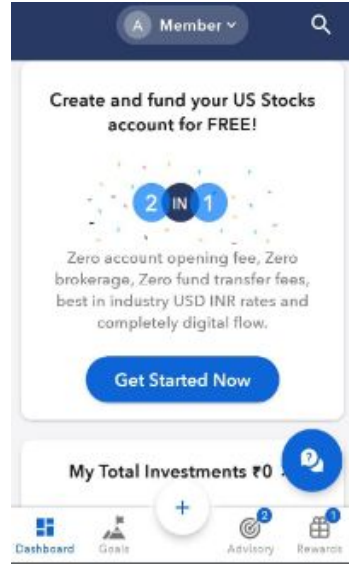 A Member
Create and fund your US Stocks
account for FREE!
2 IN 1
Zero account opening fee, Zero
brokerage, Zero fund transfer fees,
best in industry USD INR rates and
completely digital flow.
Get Started Now
?
My Total Investments ₹0
+
2 1
Dashboard Goals Advisory Rewards